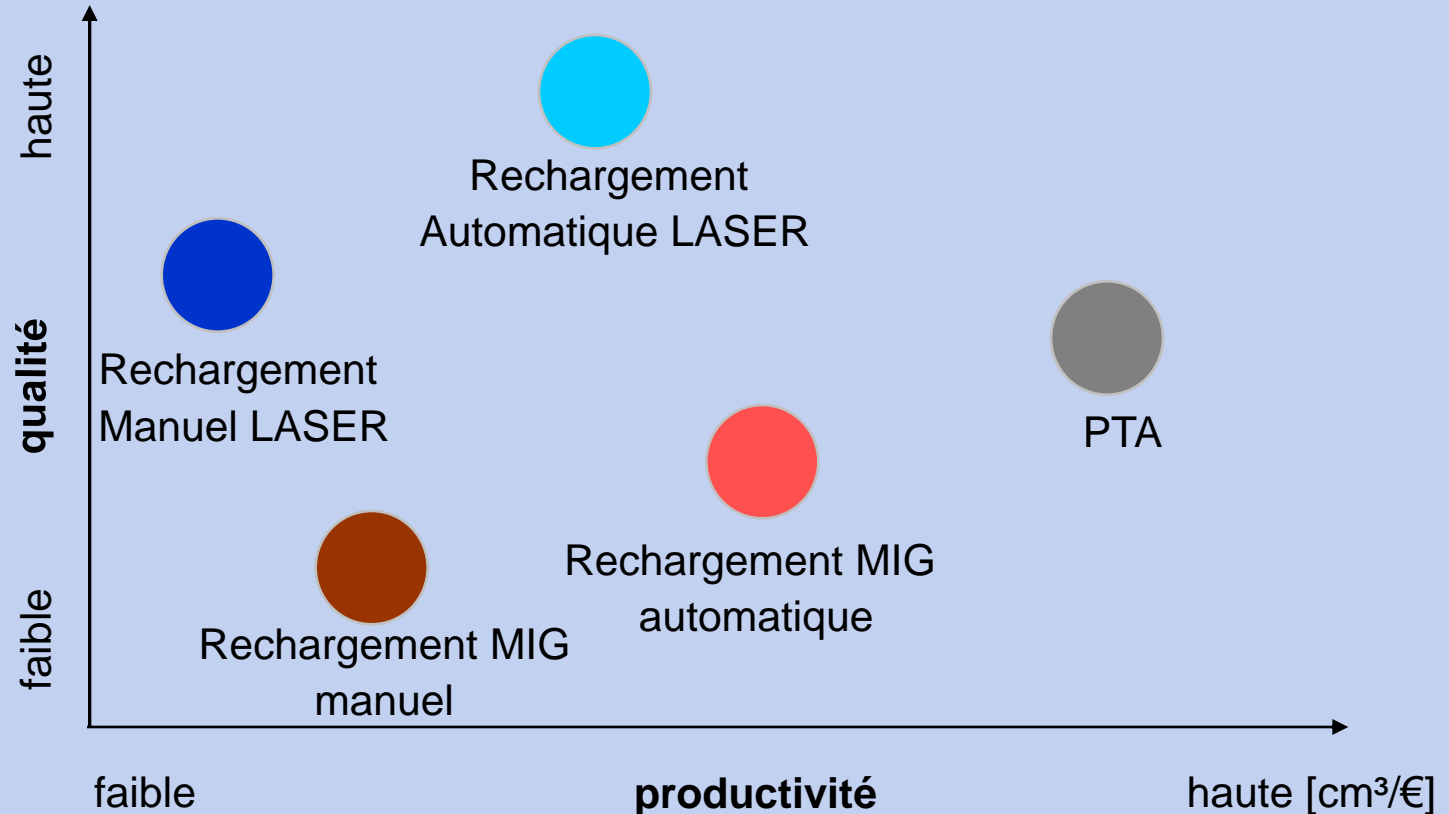 haute
Rechargement
Automatique LASER
qualité
Rechargement
Manuel LASER
PTA
Rechargement MIG
automatique
faible
Rechargement MIG
manuel
faible
productivité
haute [cm³/€]